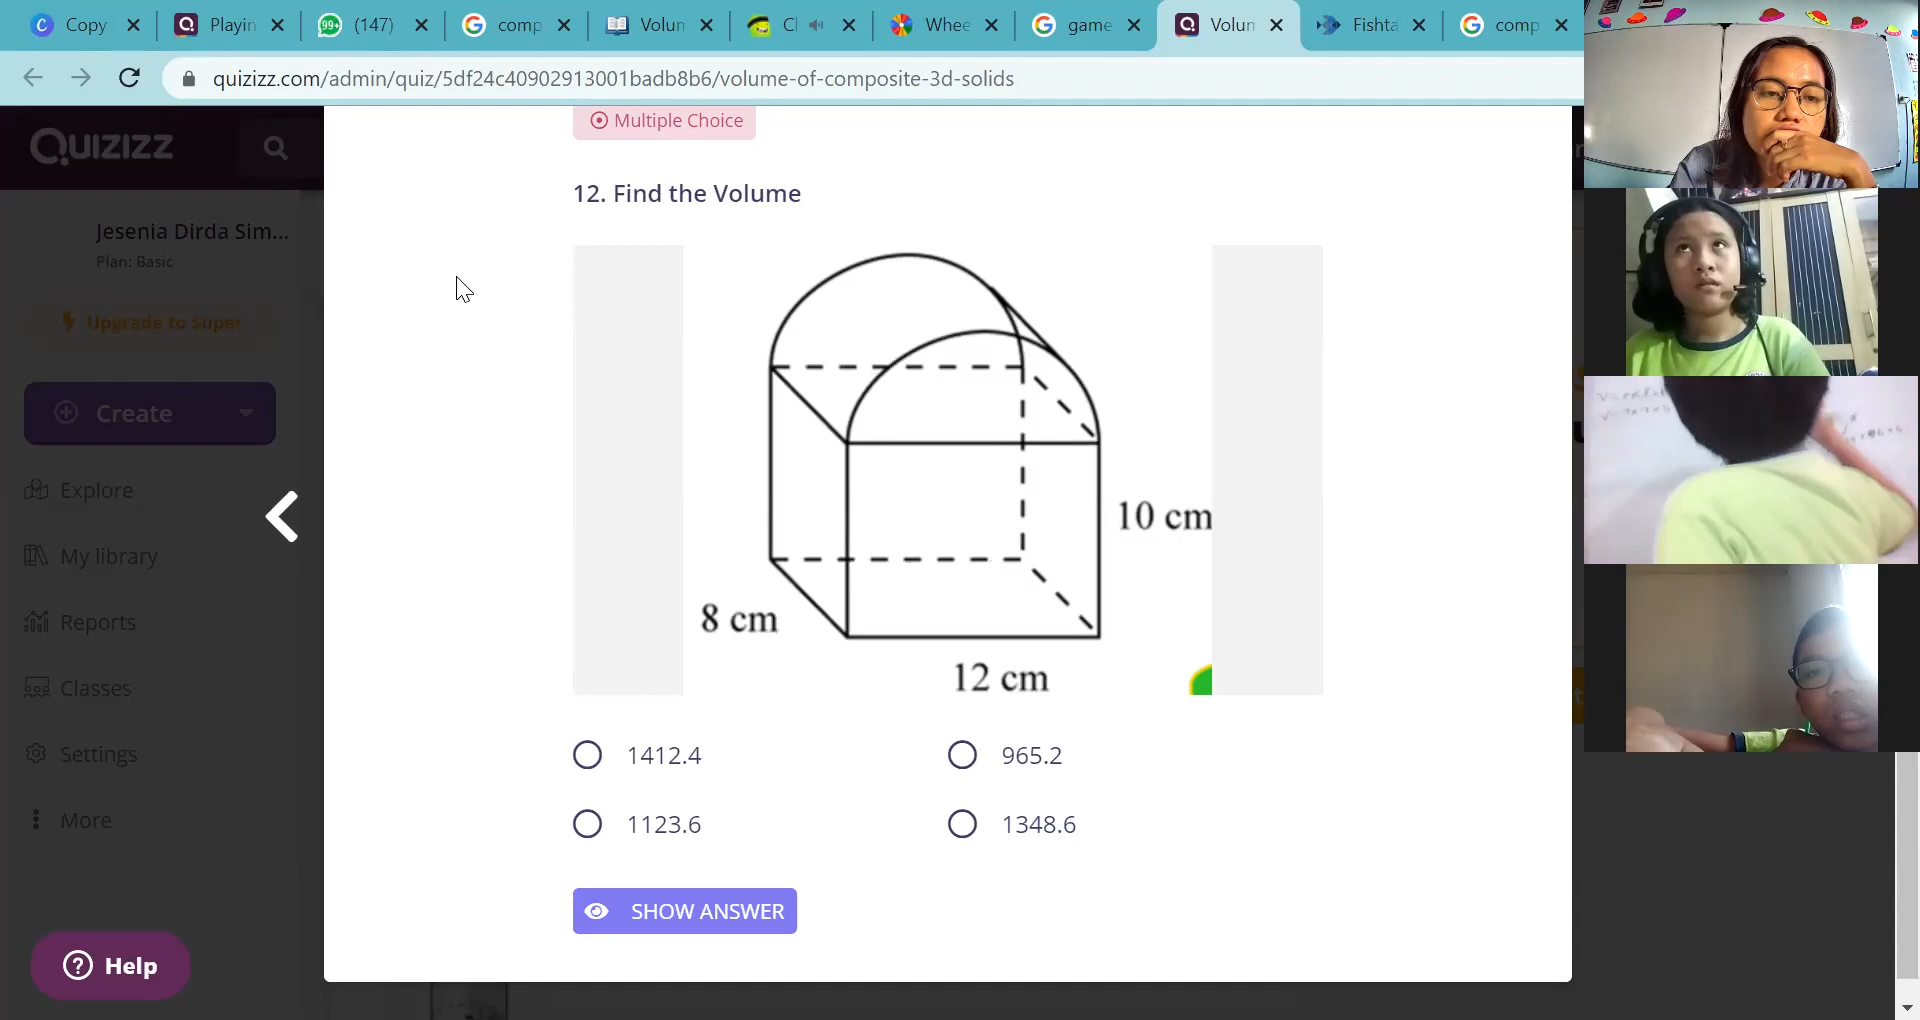 Copy
Playin
99+
(147)
comp
Volun
Cl
Whee
game
Volun
Fishta
comp
quizizz.com/admin/quiz/5df24c40902913001badb8b6/volume-of-composite-3d-solids
Quizizz
Jesenia Dirda Sim...
Plan: Basic
Upgrade to Super
Create
Explore
My library
Reports
Classes
Settings
More
Help
Multiple Choice
12. Find the Volume
10 cm
8 cm
12 cm
1412.4
965.2
1123.6
1348.6
SHOW ANSWER